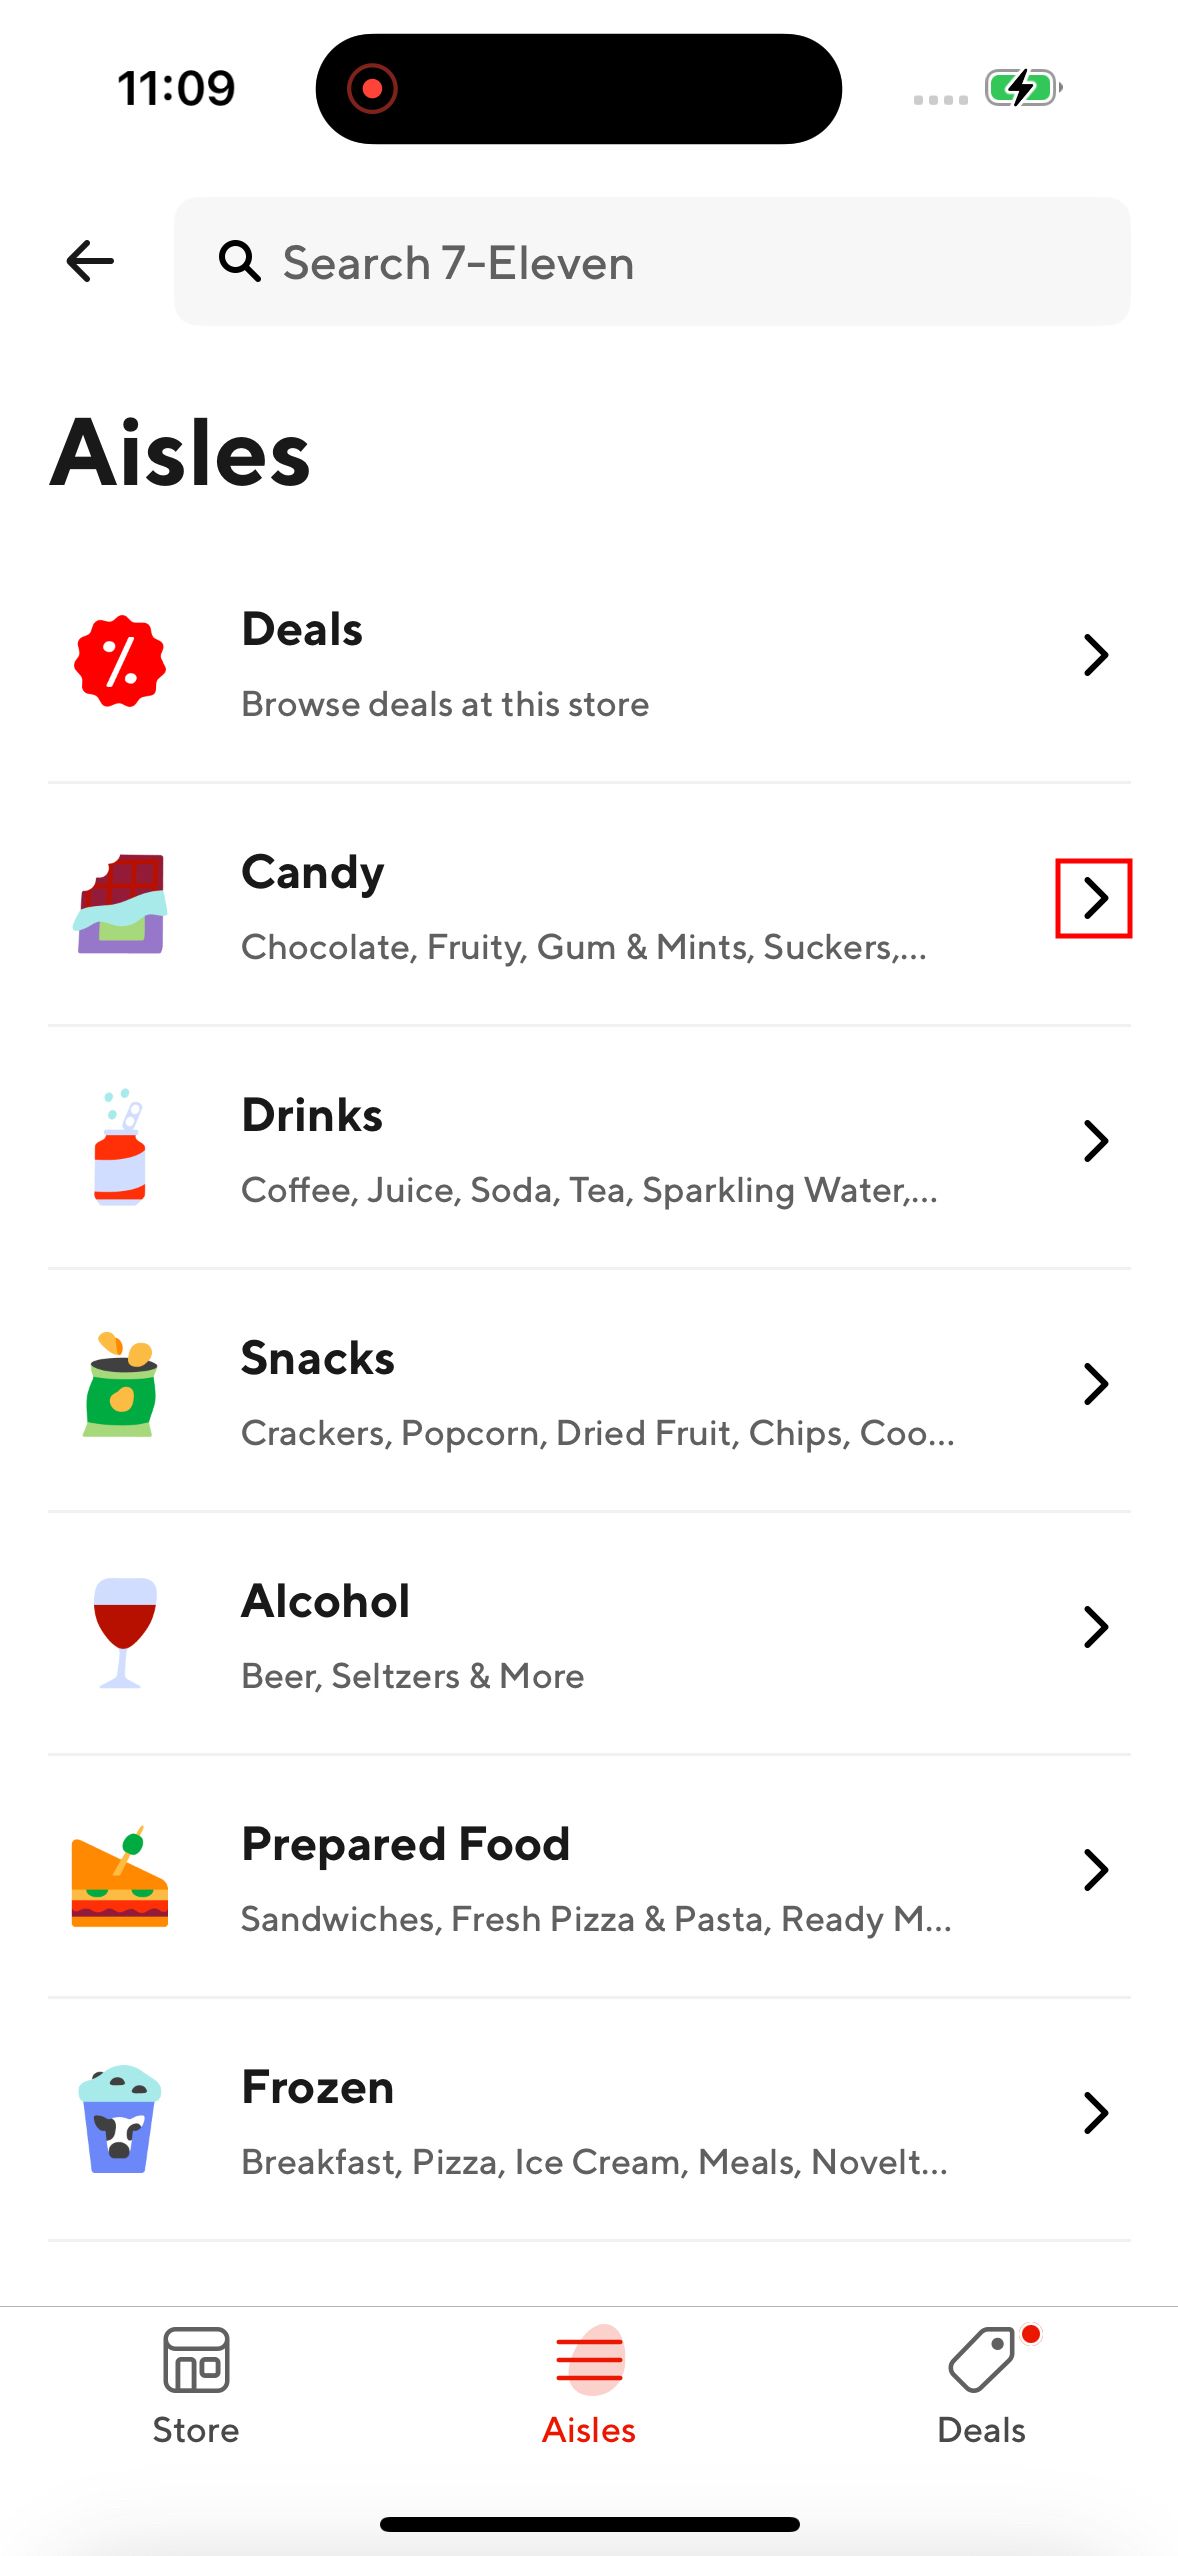 11:09
Search 7-Eleven
Aisles
Deals
Browse deals at this store
Candy
Chocolate, Fruity, Gum & Mints, Suckers,...
Drinks
Coffee, Juice, Soda, Tea, Sparkling Water,...
Snacks
Crackers, Popcorn, Dried Fruit, Chips, Coo...
Alcohol
Beer, Seltzers & More
Prepared Food
Sandwiches, Fresh Pizza & Pasta, Ready M...
Frozen
Breakfast, Pizza, Ice Cream, Meals, Novelt...
Store
Aisles
Deals